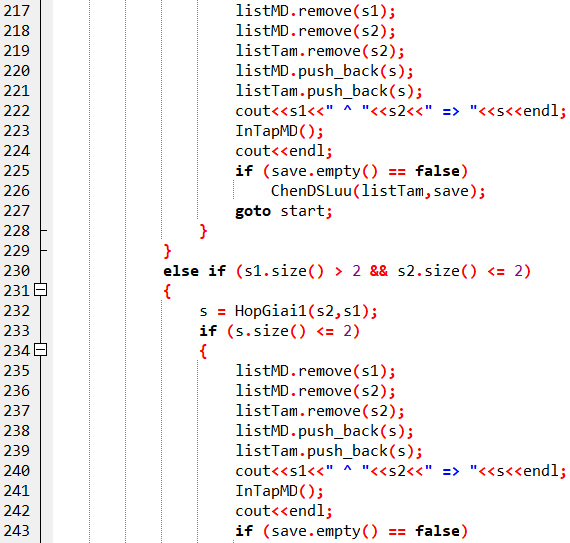 217 listMD.remove(s1);
218 listMD.remove(s2);
219 listTam.remove(s2);
220 listMD.push_back(s);
221 listTam.push_back(s);
222 cout<<s1<<" ^ "<<s2<<" => "<<s<<endl;
223 InTapMD();
224 cout<<endl;
225 if (save.empty() == false)
226 ChenDSLuu(listTam,save);
227 goto start;
228 }
229 }
230 else if (s1.size() > 2 && s2.size() <= 2)
231 {
232 s = HopGiai1(s2,s1);
233 if (s.size() <= 2)
234 {
235 listMD.remove(s1);
236 listMD.remove(s2);
237 listTam.remove(s2);
238 listMD.push_back(s);
239 listTam.push_back(s);
240 cout<<s1<<" ^ "<<s2<<" => "<<s<<endl;
241 InTapMD();
242 cout<<endl;
243 if (save.empty() == false)